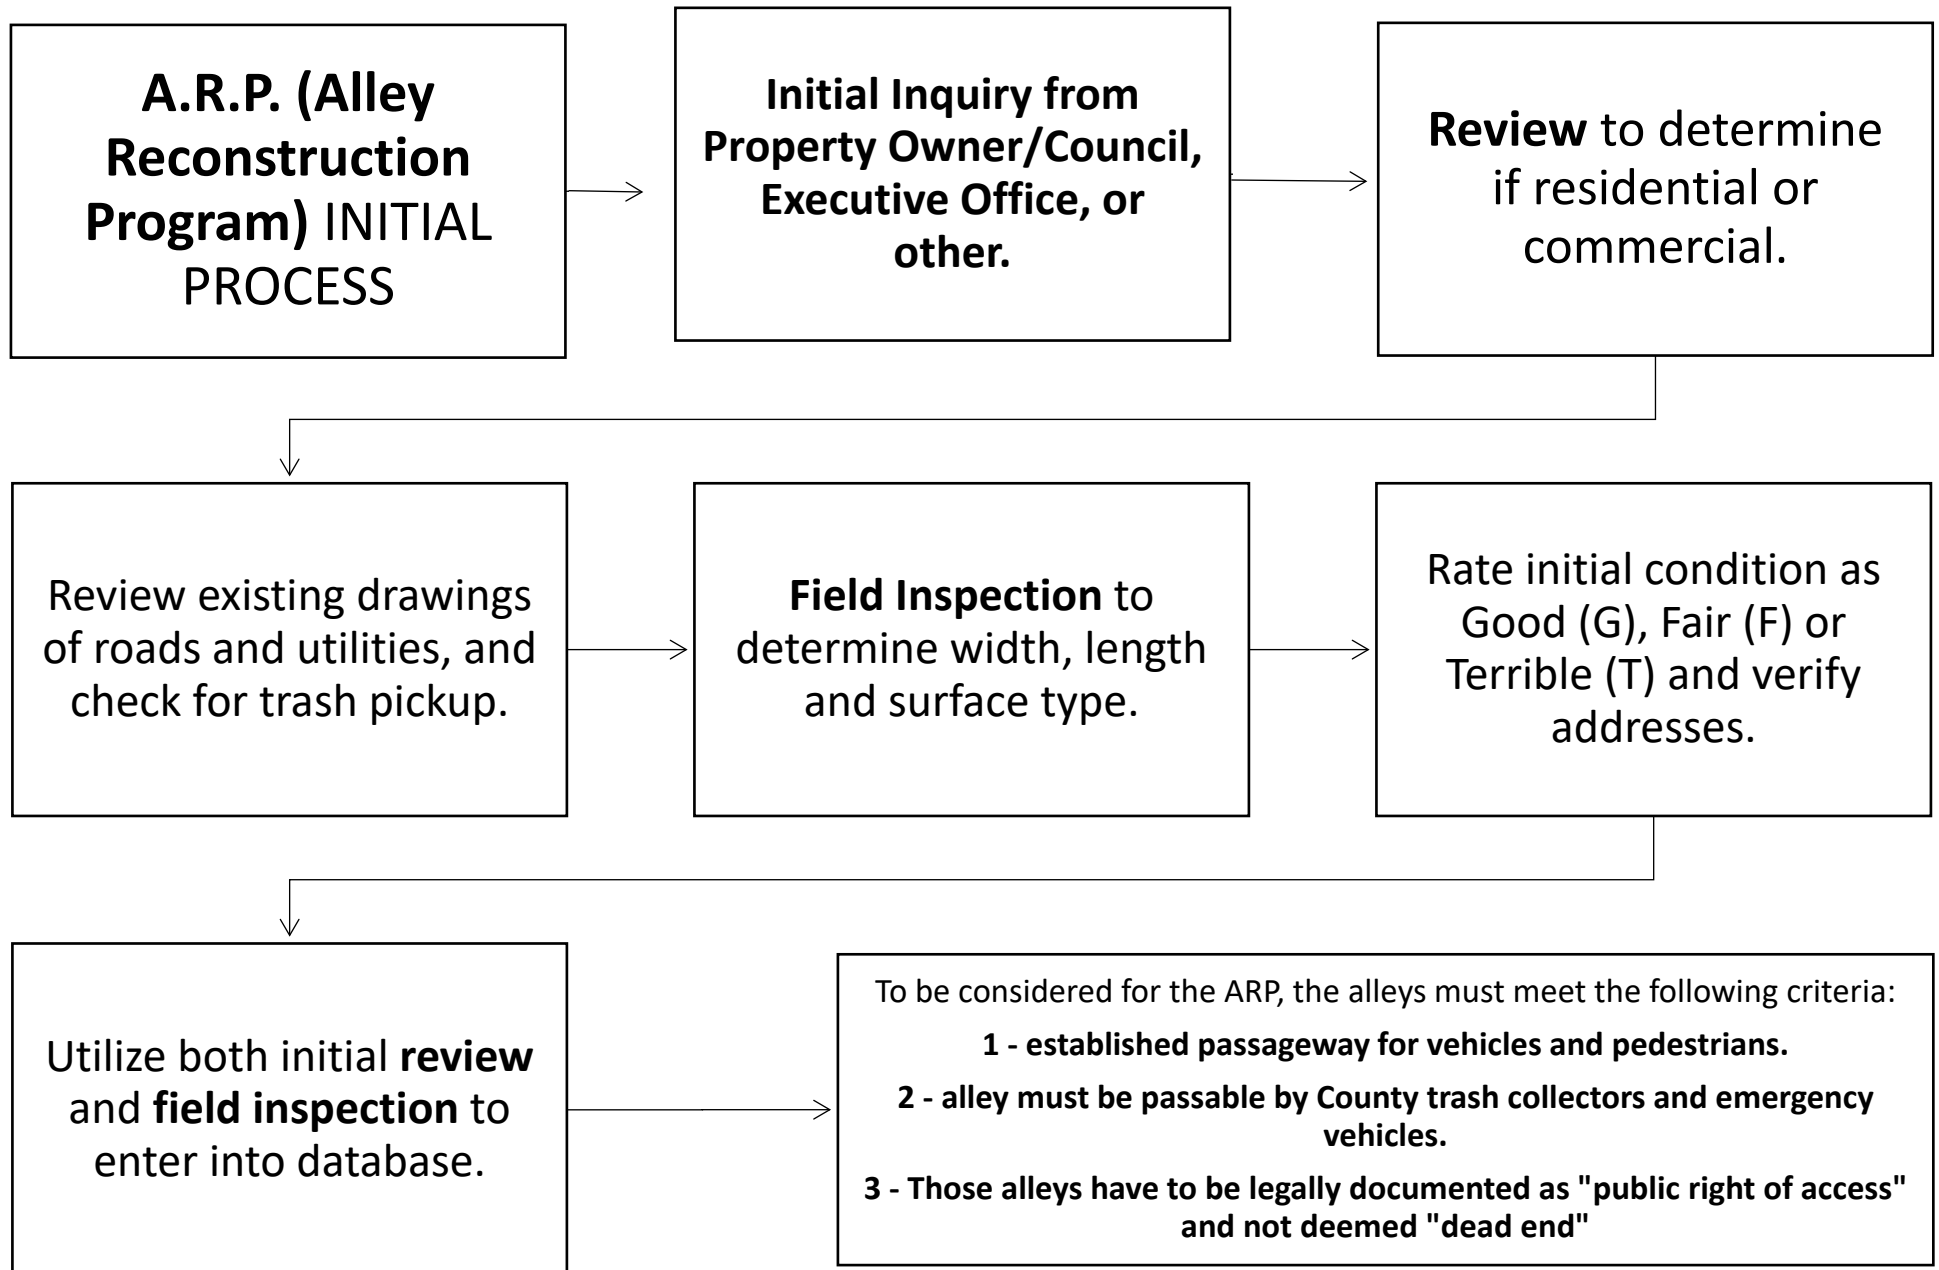 A.R.P. (Alley
Reconstruction
Program) INITIAL
PROCESS
Initial Inquiry from
Property Owner/Council,
Executive Office, or
other.
Review to determine
if residential or
commercial.
Review existing drawings
of roads and utilities, and
check for trash pickup.
Field Inspection to
determine width, length
and surface type.
Rate initial condition as
Good (G), Fair (F) or
Terrible (T) and verify
addresses.
Utilize both initial review
and field inspection to
enter into database.
To be considered for the ARP, the alleys must meet the following criteria:
1 - established passageway for vehicles and pedestrians.
2 - alley must be passable by County trash collectors and emergency
vehicles.
3 - Those alleys have to be legally documented as "public right of access"
and not deemed "dead end"